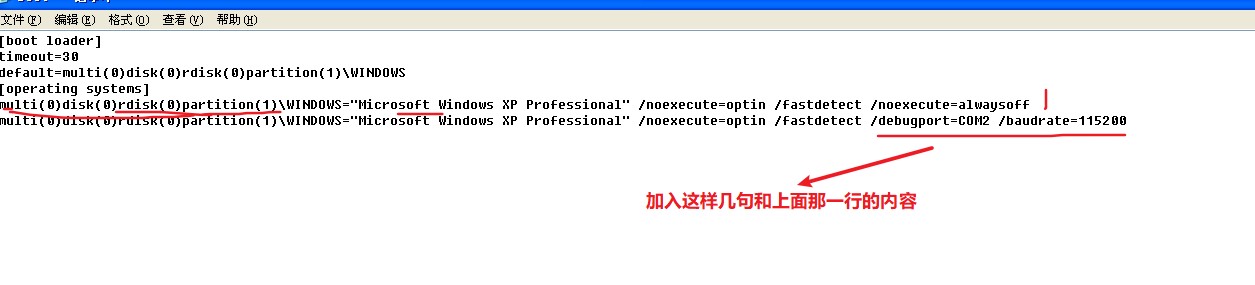 文件(F) 编辑(E) 格式(O) 查看(V) 帮助(H)
[boot loader]
timeout=30
default=multi(0)disk(0)rdisk(0)partition(1)\WINDOWS
[operating systems]
multi(0)disk(0)rdisk(0)partition(1)\WINDOWS="Microsoft Windows XP Professional" /noexecute=optin /fastdetect /noexecute=alwaysoff
multi(0)disk(0)rdisk(0)partition(1)\WINDOWS="Microsoft Windows XP Professional" /noexecute=optin /fastdetect /debugport=COM2 /baudrate=115200
加入这样几句和上面那一行的内容